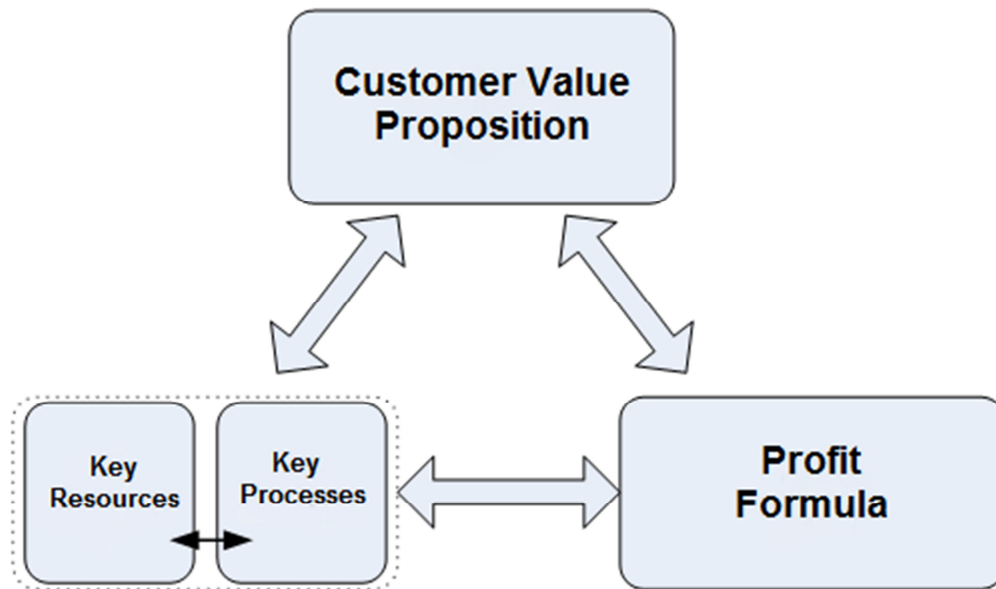 Customer Value
Proposition
Key
Resources
Key
Processes
Profit
Formula